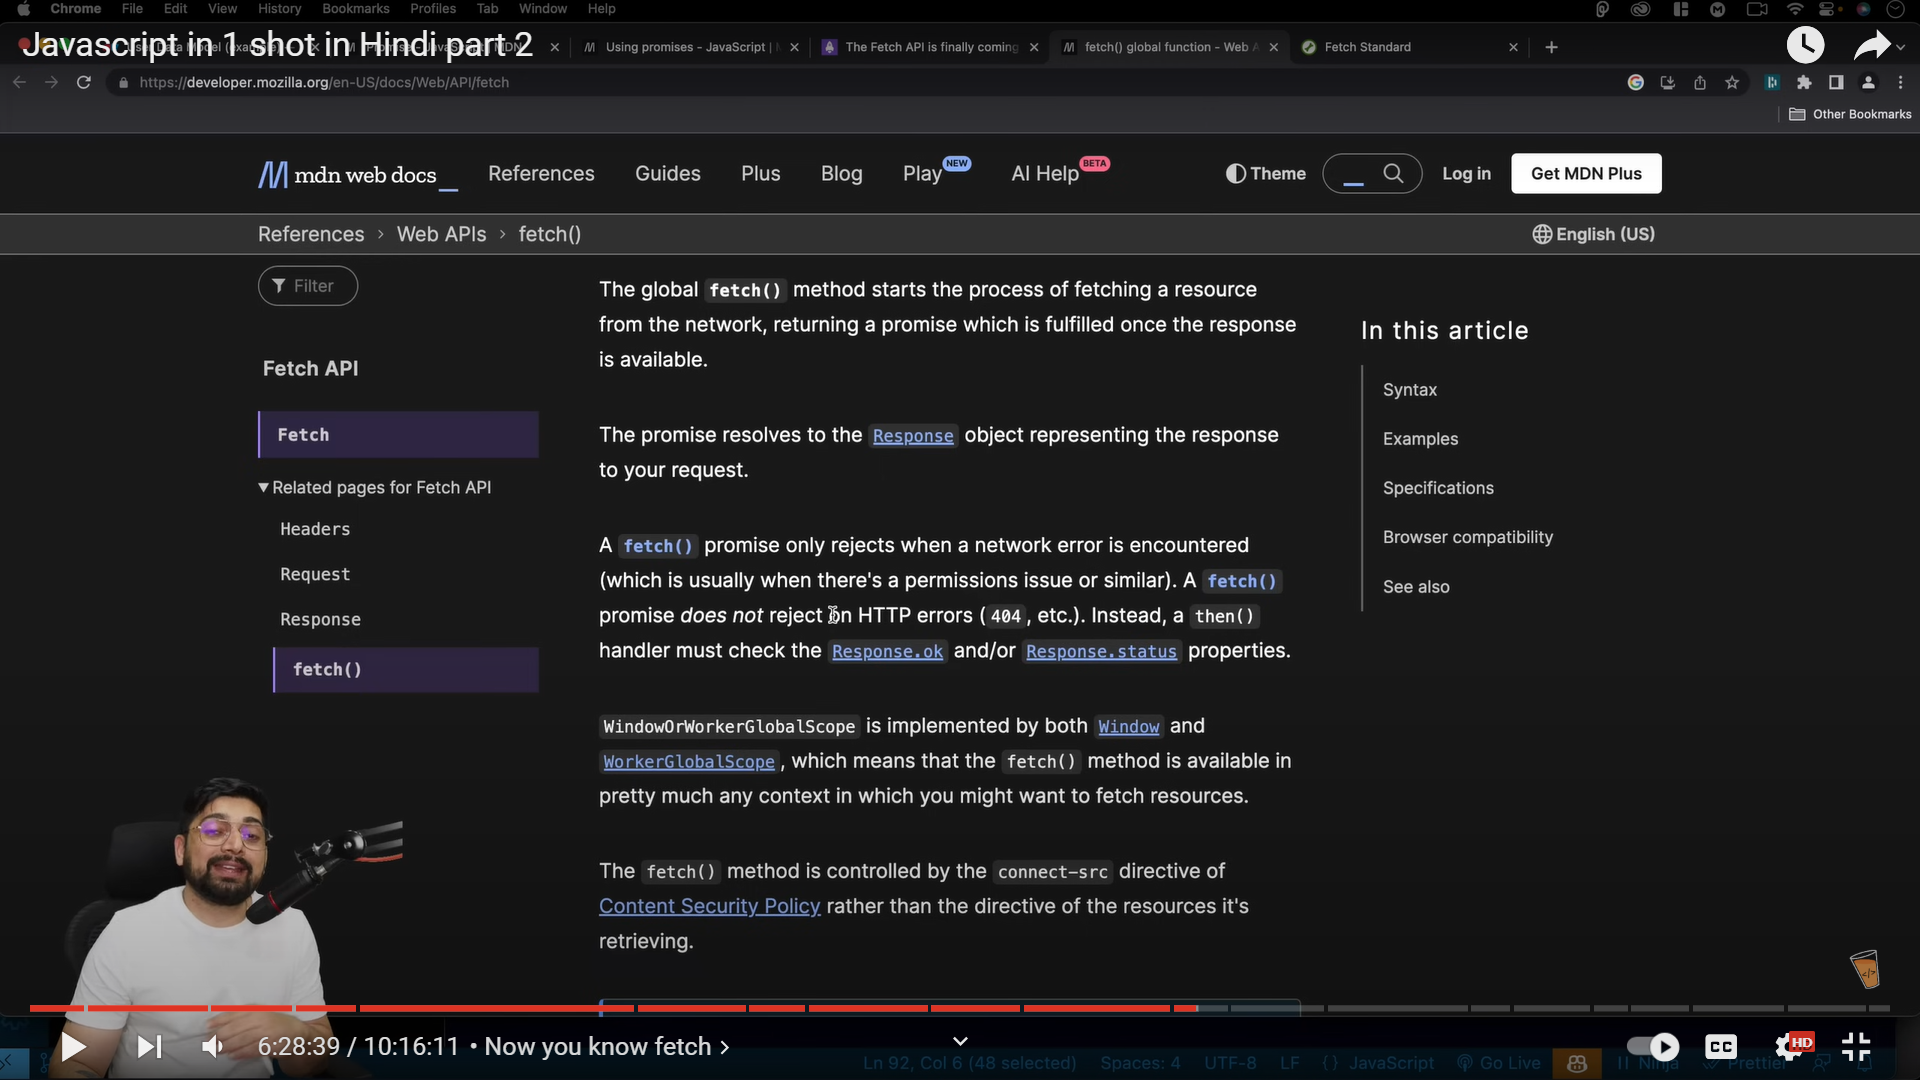 Chrome File Edit View History Bookmarks Profiles Tab Window Help
Javascript in 1 shot in Hindi part 2
Using promises - JavaScript |
The Fetch API is finally coming
fetch() global function - Web A
Fetch Standard
https://developer.mozilla.org/en-US/docs/Web/API/fetch
Other Bookmarks
mdn web docs_
References Guides Plus Blog Play NEW AI Help BETA
Theme
Log in
Get MDN Plus
References > Web APIs > fetch()
English (US)
Filter
Fetch API
Fetch
Related pages for Fetch API
Headers
Request
Response
fetch()
The global fetch() method starts the process of fetching a resource
from the network, returning a promise which is fulfilled once the response
is available.
The promise resolves to the Response object representing the response
to your request.
A fetch() promise only rejects when a network error is encountered
(which is usually when there's a permissions issue or similar). A fetch()
promise does not reject on HTTP errors (404, etc.). Instead, a then()
handler must check the Response.ok and/or Response.status properties.
WindowOrWorkerGlobalScope is implemented by both Window and
WorkerGlobalScope, which means that the fetch() method is available in
pretty much any context in which you might want to fetch resources.
The fetch() method is controlled by the connect-src directive of
Content Security Policy rather than the directive of the resources it's
retrieving.
In this article
Syntax
Examples
Specifications
Browser compatibility
See also
6:28:39 / 10:16:11 • Now you know fetch >
CC
HD
Ln 92, Col 6 (48 selected) Spaces: 4 UTF-8 LF { } JavaScript Go Live Ninja Prettier